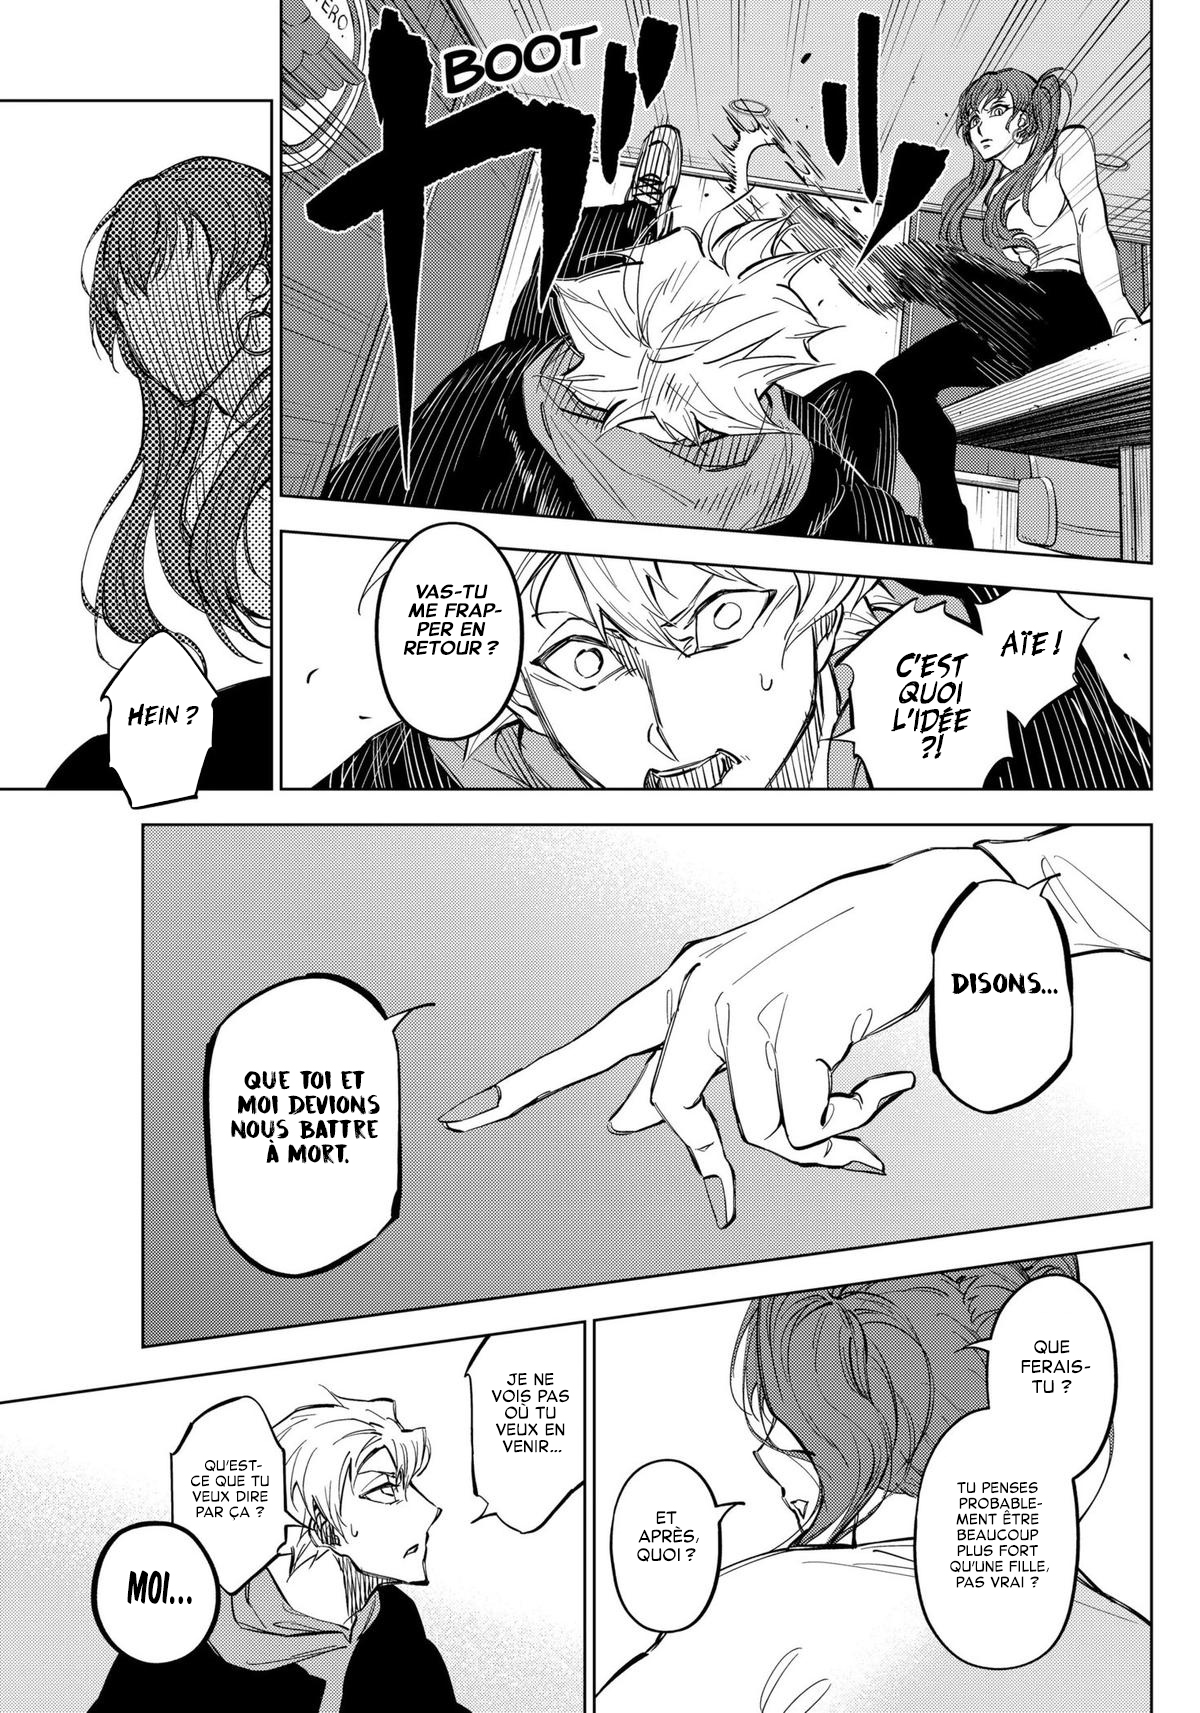 TERO
BOOT
ガッ
AÏE !
C'EST
QUOI
L'IDÉE
?!
VAS-TU
ME FRAP-
PER EN
RETOUR ?
HEIN ?
DISONS...
QUE TOI ET
MOI DEVIONS
NOUS BATTRE
À MORT.
QUE
FERAIS-
TU ?
TU PENSES
PROBABLE-
MENT ÊTRE
BEAUCOUP
PLUS FORT
QU'UNE FILLE,
PAS VRAI ?
ET
APRÈS,
QUOI ?
JE NE
VOIS PAS
OÙ TU
VEUX EN
VENIR...
QU'EST-
CE QUE TU
VEUX DIRE
PAR ÇA ?
MOI...